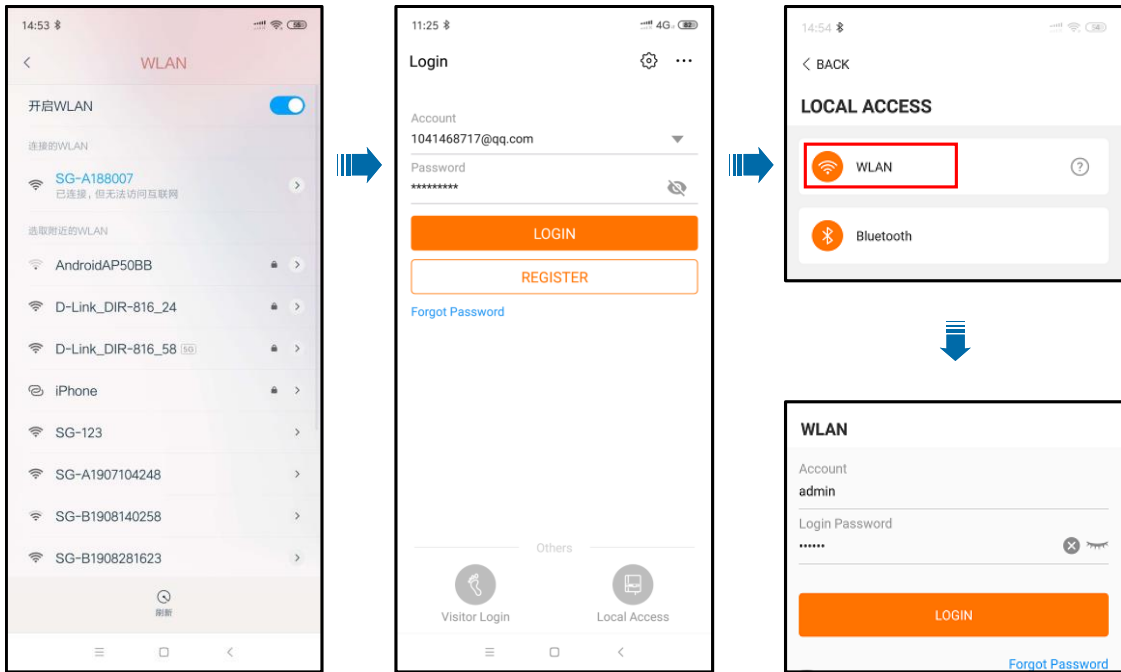 14:53
55
WLAN
开启WLAN
连接的WLAN
SG-A188007
已连接，但无法访问互联网
选取附近的WLAN
AndroidAP50BB
D-Link_DIR-816_24
D-Link_DIR-816_58 5G
iPhone
SG-123
SG-A1907104248
SG-B1908140258
SG-B1908281623
刷新
11:25
4G 82
Login
Account
1041468717@qq.com
Password
*********
LOGIN
REGISTER
Forgot Password
Others
Visitor Login
Local Access
14:54
54
BACK
LOCAL ACCESS
WLAN
?
Bluetooth
WLAN
Account
admin
Login Password
••••••
LOGIN
Forgot Password